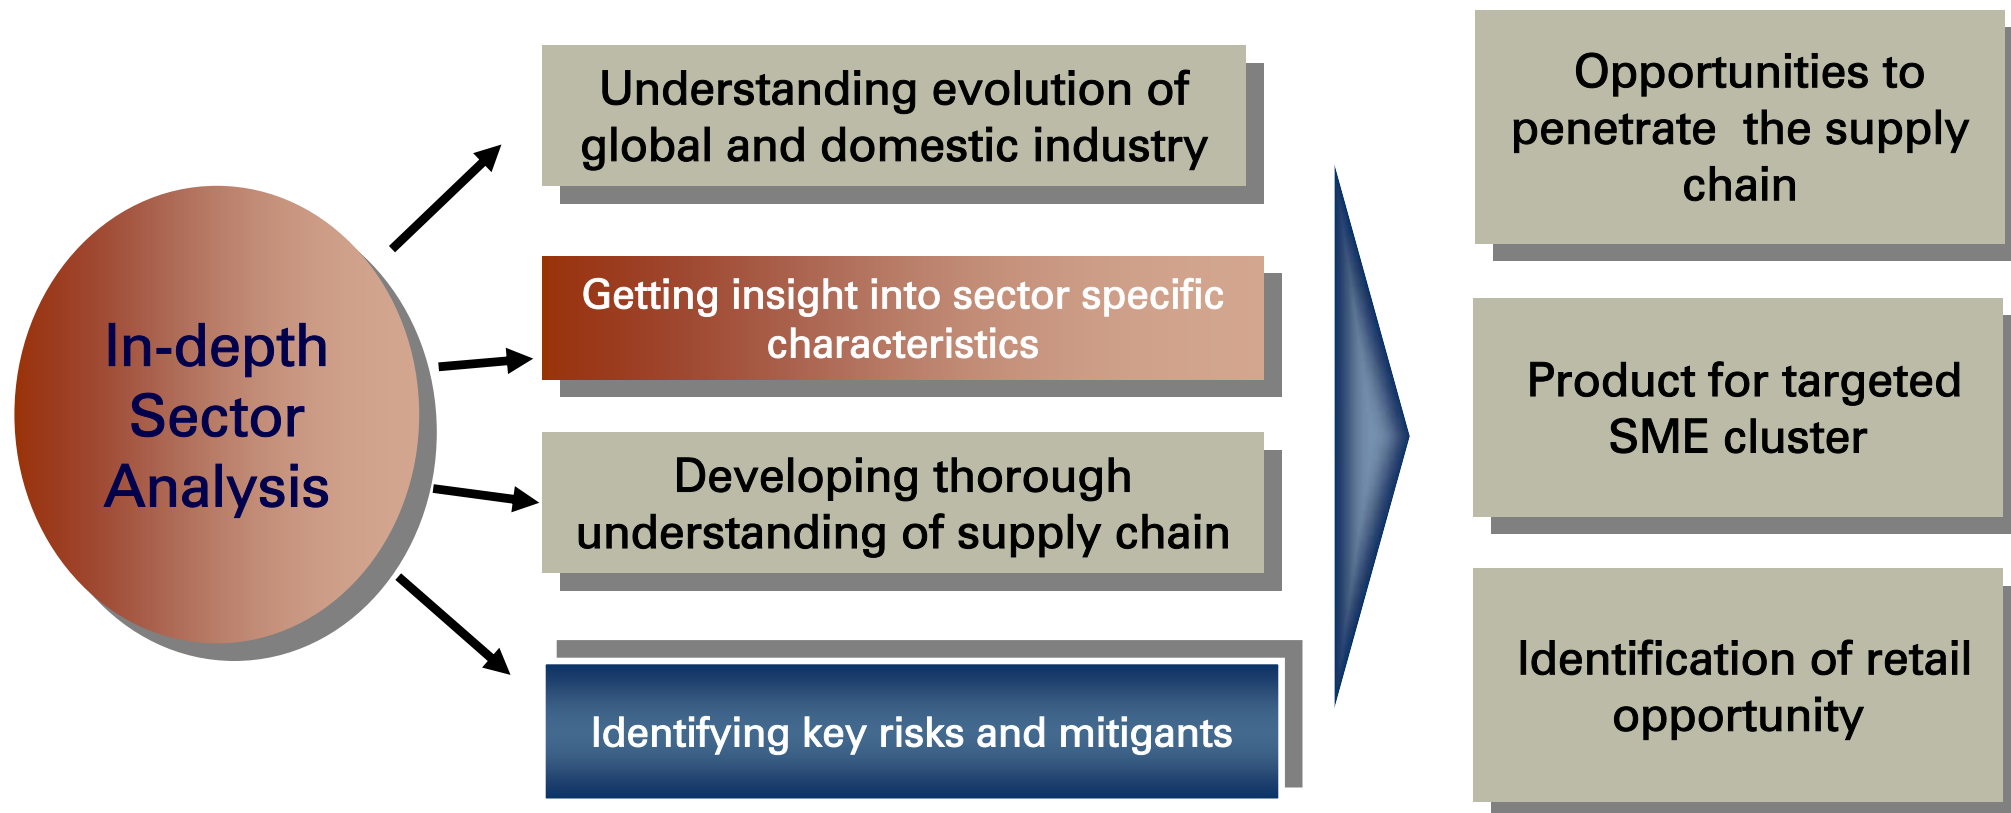 In-depth
Sector
Analysis
Understanding evolution of
global and domestic industry
Getting insight into sector specific
characteristics
Developing thorough
understanding of supply chain
Identifying key risks and mitigants
Opportunities to
penetrate  the supply
chain
Product for targeted
SME cluster
Identification of retail
opportunity